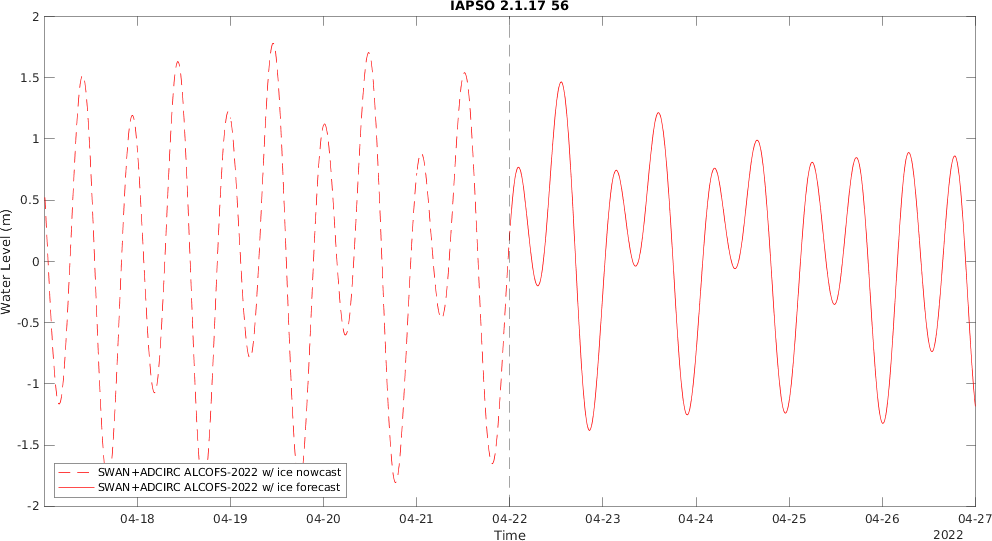 IAPSO 2.1.17 56
Water Level (m)
2
1.5
1
0.5
0
-0.5
-1
-1.5
-2
SWAN+ADCIRC ALCOFS-2022 w/ ice nowcast
SWAN+ADCIRC ALCOFS-2022 w/ ice forecast
04-18 04-19 04-20 04-21 04-22 04-23 04-24 04-25 04-26 04-27
Time
2022